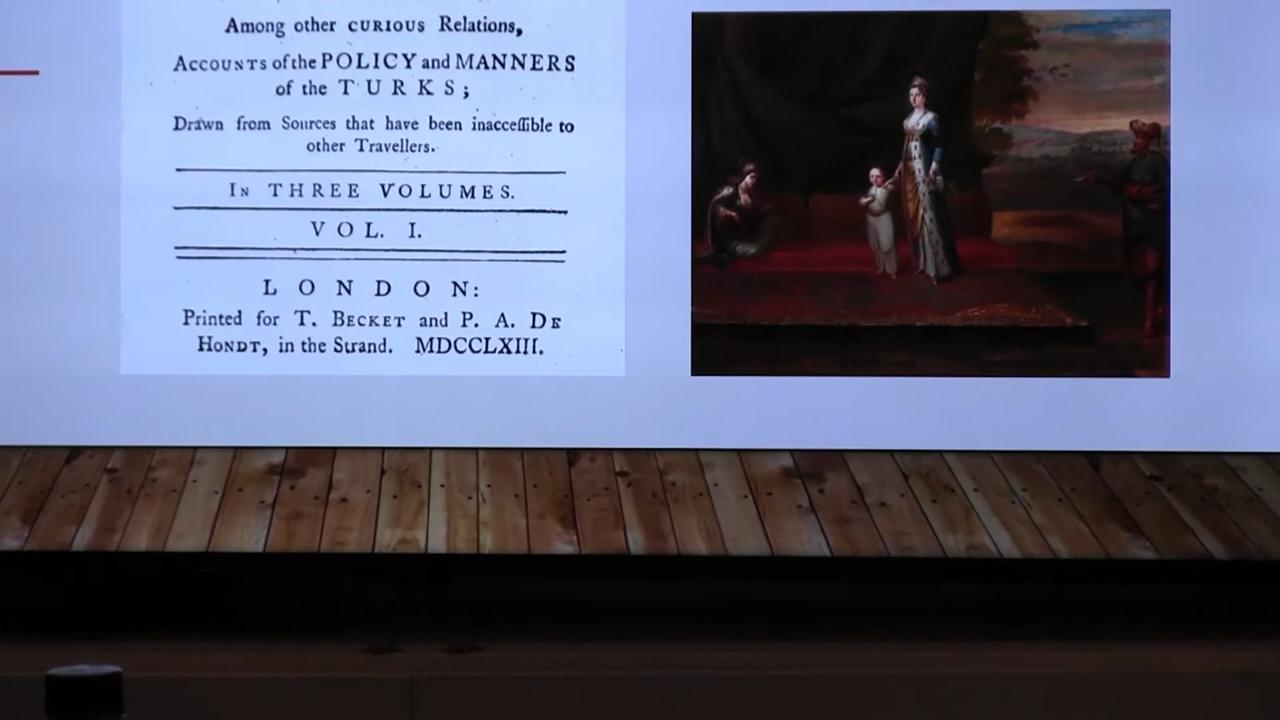 Among other CURIOUS Relations,
ACCOUNTS of the POLICY and MANNERS
of the TURKS;
Drawn from Sources that have been inacceſſible to
other Travellers.
IN THREE VOLUMES.
VOL. I.
LONDON:
Printed for T. BECKET and P. A. DE
HONDT, in the Strand. MDCCLXIII.